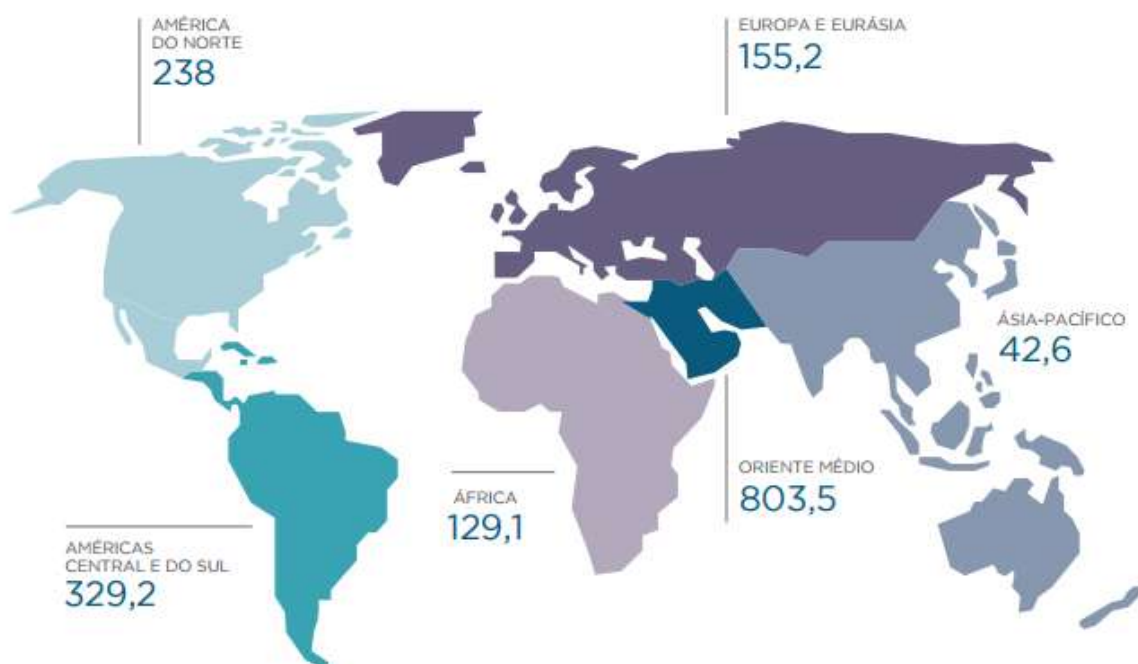 AMÉRICA
DO NORTE
238
EUROPA E EURÁSIA
155,2
ÁSIA-PACÍFICO
42,6
ORIENTE MÉDIO
803,5
ÁFRICA
129,1
AMÉRICAS
CENTRAL E DO SUL
329,2